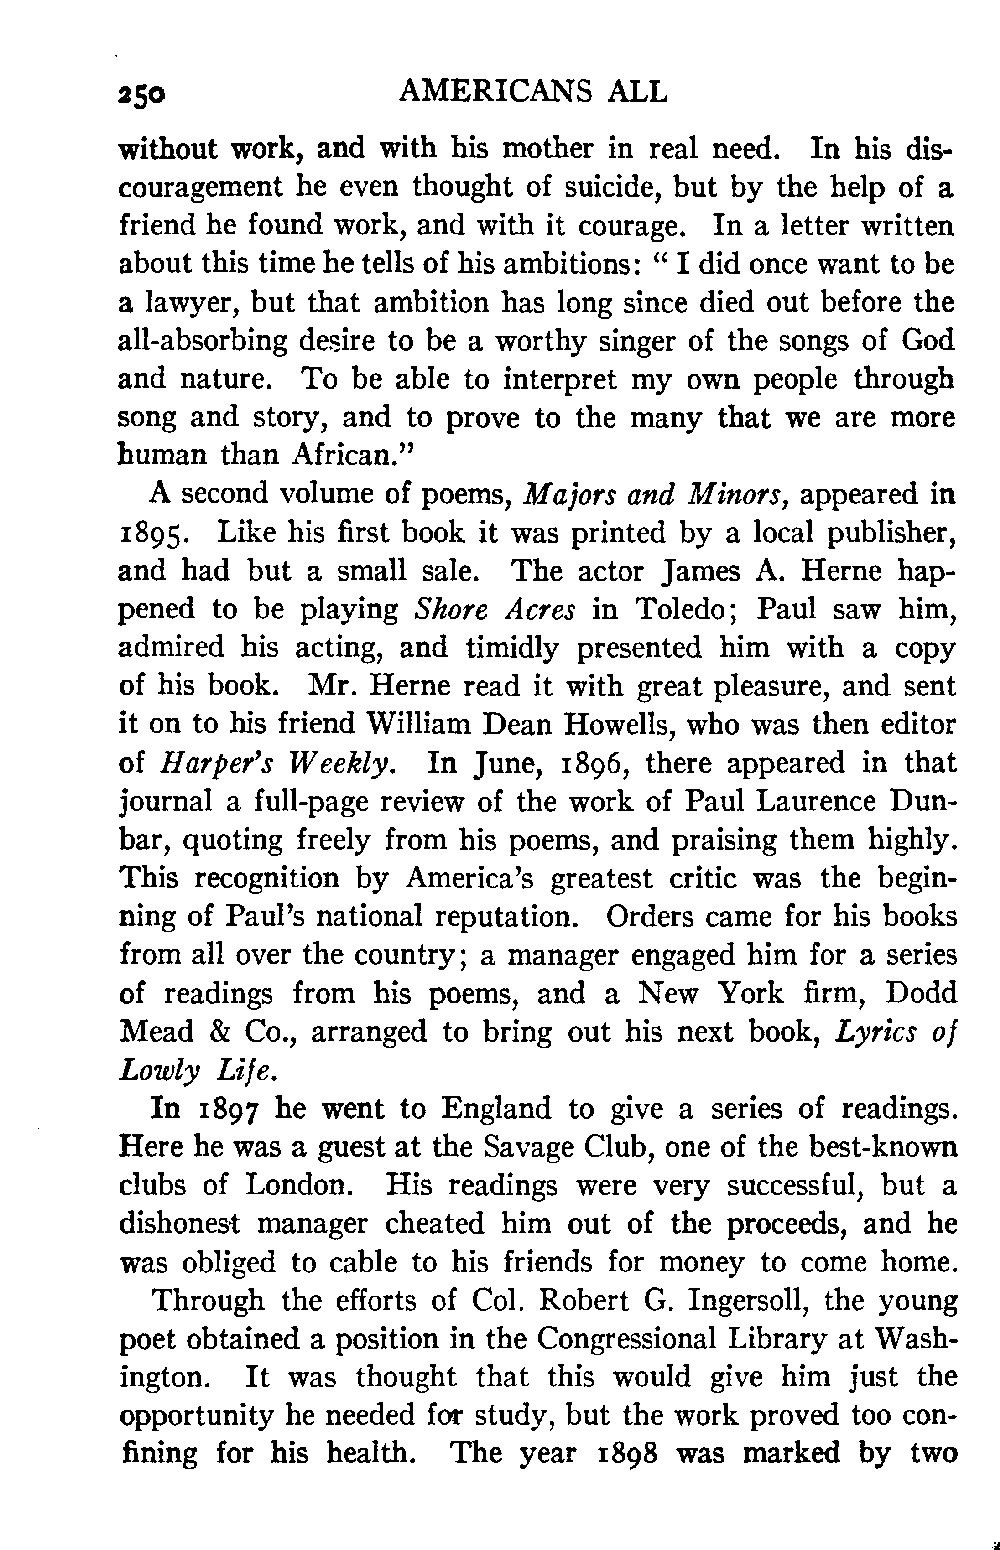 250 AMERICANS ALL
without work, and with his mother in real need. In his dis-
couragement he even thought of suicide, but by the help of a
friend he found work, and with it courage. In a letter written
about this time he tells of his ambitions: " I did once want to be
a lawyer, but that ambition has long since died out before the
all-absorbing desire to be a worthy singer of the songs of God
and nature. To be able to interpret my own people through
song and story, and to prove to the many that we are more
human than African."
A second volume of poems, Majors and Minors, appeared in
1895. Like his first book it was printed by a local publisher,
and had but a small sale. The actor James A. Herne hap-
pened to be playing Shore Acres in Toledo; Paul saw him,
admired his acting, and timidly presented him with a copy
of his book. Mr. Herne read it with great pleasure, and sent
it on to his friend William Dean Howells, who was then editor
of Harper's Weekly. In June, 1896, there appeared in that
journal a full-page review of the work of Paul Laurence Dun-
bar, quoting freely from his poems, and praising them highly.
This recognition by America's greatest critic was the begin-
ning of Paul's national reputation. Orders came for his books
from all over the country; a manager engaged him for a series
of readings from his poems, and a New York firm, Dodd
Mead & Co., arranged to bring out his next book, Lyrics of
Lowly Life.
In 1897 he went to England to give a series of readings.
Here he was a guest at the Savage Club, one of the best-known
clubs of London. His readings were very successful, but a
dishonest manager cheated him out of the proceeds, and he
was obliged to cable to his friends for money to come home.
Through the efforts of Col. Robert G. Ingersoll, the young
poet obtained a position in the Congressional Library at Wash-
ington. It was thought that this would give him just the
opportunity he needed for study, but the work proved too con-
fining for his health. The year 1898 was marked by two